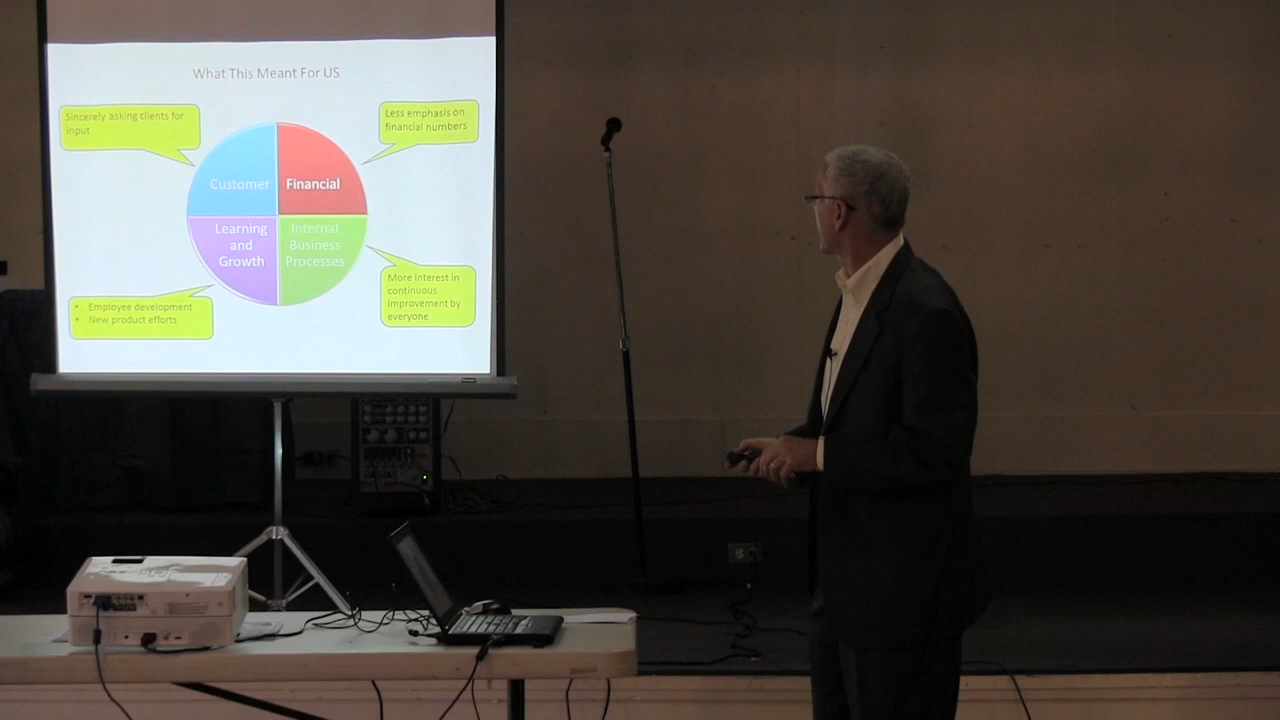 What This Meant For US
Sincerely asking clients for
input
Less emphasis on
financial numbers
Customer
Financial
Learning
and
Growth
Internal
Business
Processes
• Employee development
• New product efforts
More interest in
continuous
improvement by
everyone